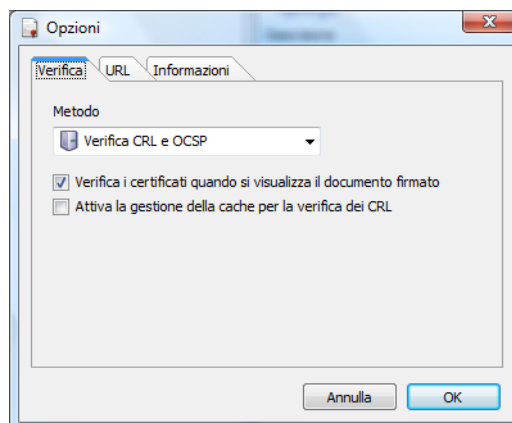 Opzioni
Verifica URL Informazioni
Metodo
Verifica CRL e OCSP
Verifica i certificati quando si visualizza il documento firmato
Attiva la gestione della cache per la verifica dei CRL
Annulla OK